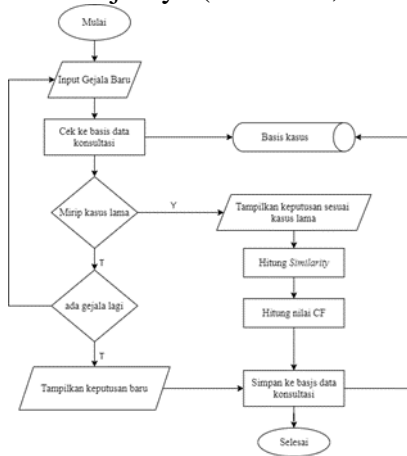 Mulai
Input Gejala Baru
Cek ke basis data
konsultasi
Basis kasus
Mirip kasus lama
Y
Tampilkan keputusan sesuai
kasus lama
T
Hitung Similarity
ada gejala lagi
Hitung nilai CF
T
Tampilkan keputusan baru
Simpan ke basjs data
konsultasi
Selesai